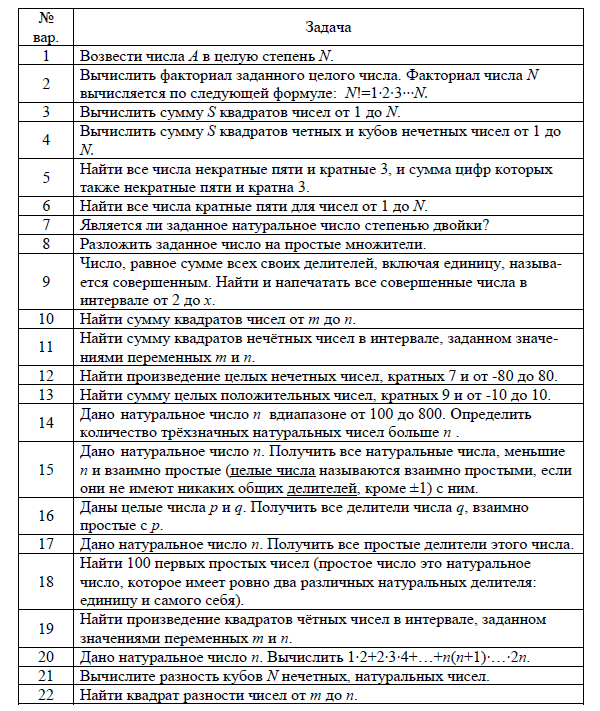 №
вар.
Задача
1 Возвести числа A в целую степень N.
2 Вычислить факториал заданного целого числа. Факториал числа N
вычисляется по следующей формуле: N!=1·2·3···N.
3 Вычислить сумму S квадратов чисел от 1 до N.
4 Вычислить сумму S квадратов четных и кубов нечетных чисел от 1 до
N.
5 Найти все числа некратные пяти и кратные 3, и сумма цифр которых
также некратные пяти и кратна 3.
6 Найти все числа кратные пяти для чисел от 1 до N.
7 Является ли заданное натуральное число степенью двойки?
8 Разложить заданное число на простые множители.
9 Число, равное сумме всех своих делителей, включая единицу, называ-
ется совершенным. Найти и напечатать все совершенные числа в
интервале от 2 до x.
10 Найти сумму квадратов чисел от m до n.
11 Найти сумму квадратов нечётных чисел в интервале, заданном значе-
ниями переменных m и n.
12 Найти произведение целых нечетных чисел, кратных 7 и от -80 до 80.
13 Найти сумму целых положительных чисел, кратных 9 и от -10 до 10.
14 Дано натуральное число n вдиапазоне от 100 до 800. Определить
количество трёхзначных натуральных чисел больше n .
15 Дано натуральное число n. Получить все натуральные числа, меньшие
n и взаимно простые (целые числа называются взаимно простыми, если
они не имеют никаких общих делителей, кроме ±1) с ним.
16 Даны целые числа p и q. Получить все делители числа q, взаимно
простые с p.
17 Дано натуральное число n. Получить все простые делители этого числа.
18 Найти 100 первых простых чисел (простое число это натуральное
число, которое имеет ровно два различных натуральных делителя:
единицу и самого себя).
19 Найти произведение квадратов чётных чисел в интервале, заданном
значениями переменных m и n.
20 Дано натуральное число n. Вычислить 1·2+2·3·4+…+n(n+1)·…·2n.
21 Вычислите разность кубов N нечетных, натуральных чисел.
22 Найти квадрат разности чисел от m до n.